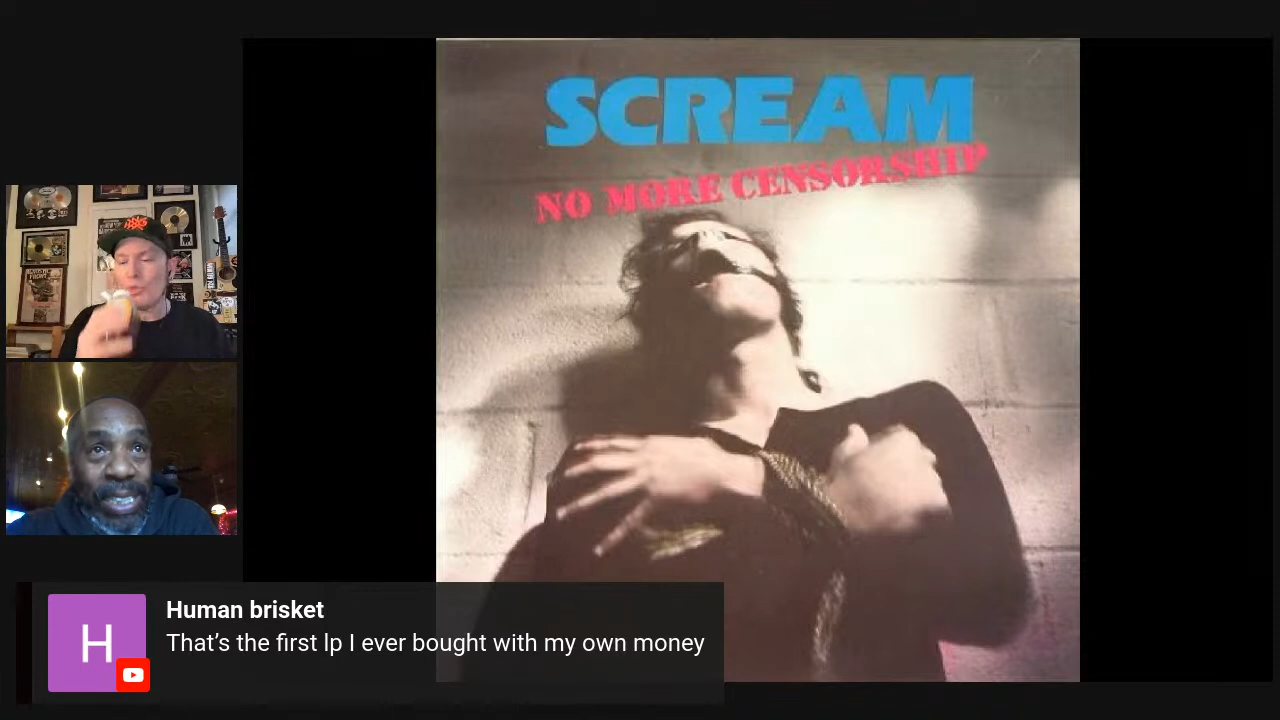 SCREAM
NO MORE CENSORSHIP
H
Human brisket
That’s the first lp I ever bought with my own money